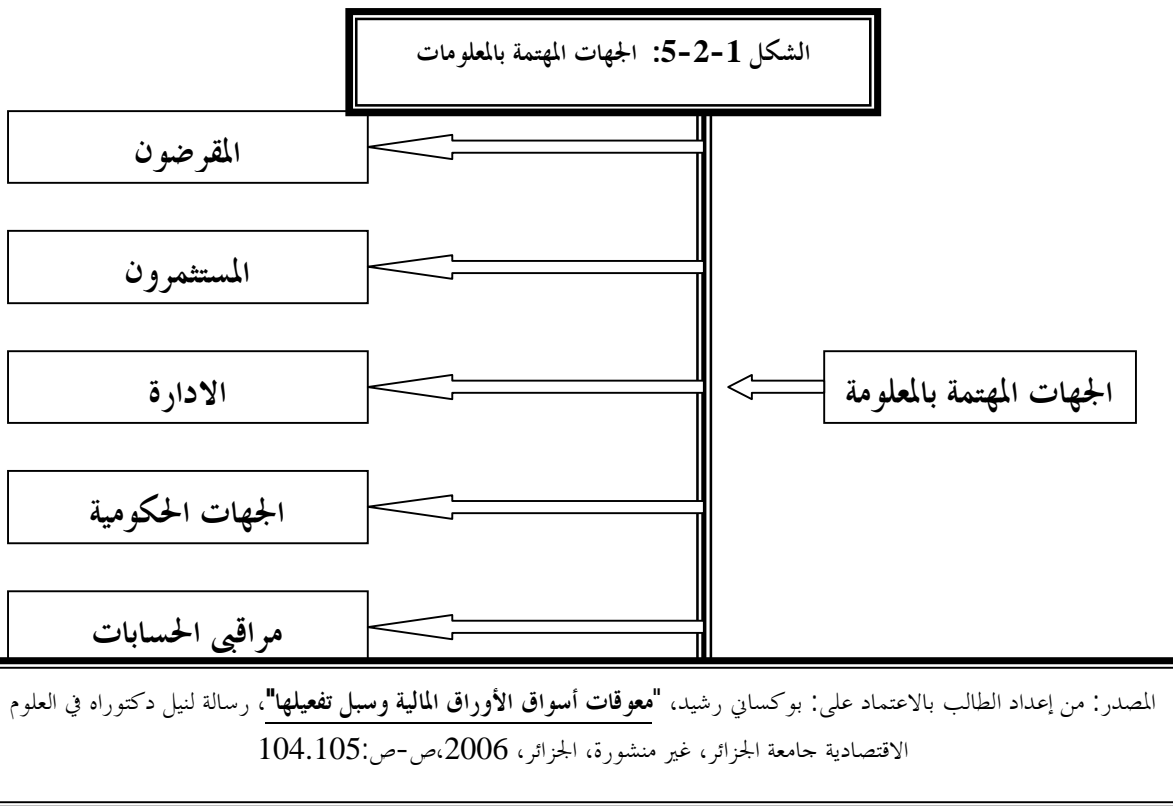 الشكل 1-2-5: الجهات المهتمة بالمعلومات
المقرضون
المستثمرون
الجهات المهتمة بالمعلومة
الادارة
الجهات الحكومية
مراقبي الحسابات
المصدر: من إعداد الطالب بالاعتماد على: بوكساني رشيد، "معوقات أسواق الأوراق المالية وسبل تفعيلها"، رسالة لنيل دكتوراه في العلوم
الاقتصادية جامعة الجزائر، غير منشورة، الجزائر، 2006،ص-ص:104.105